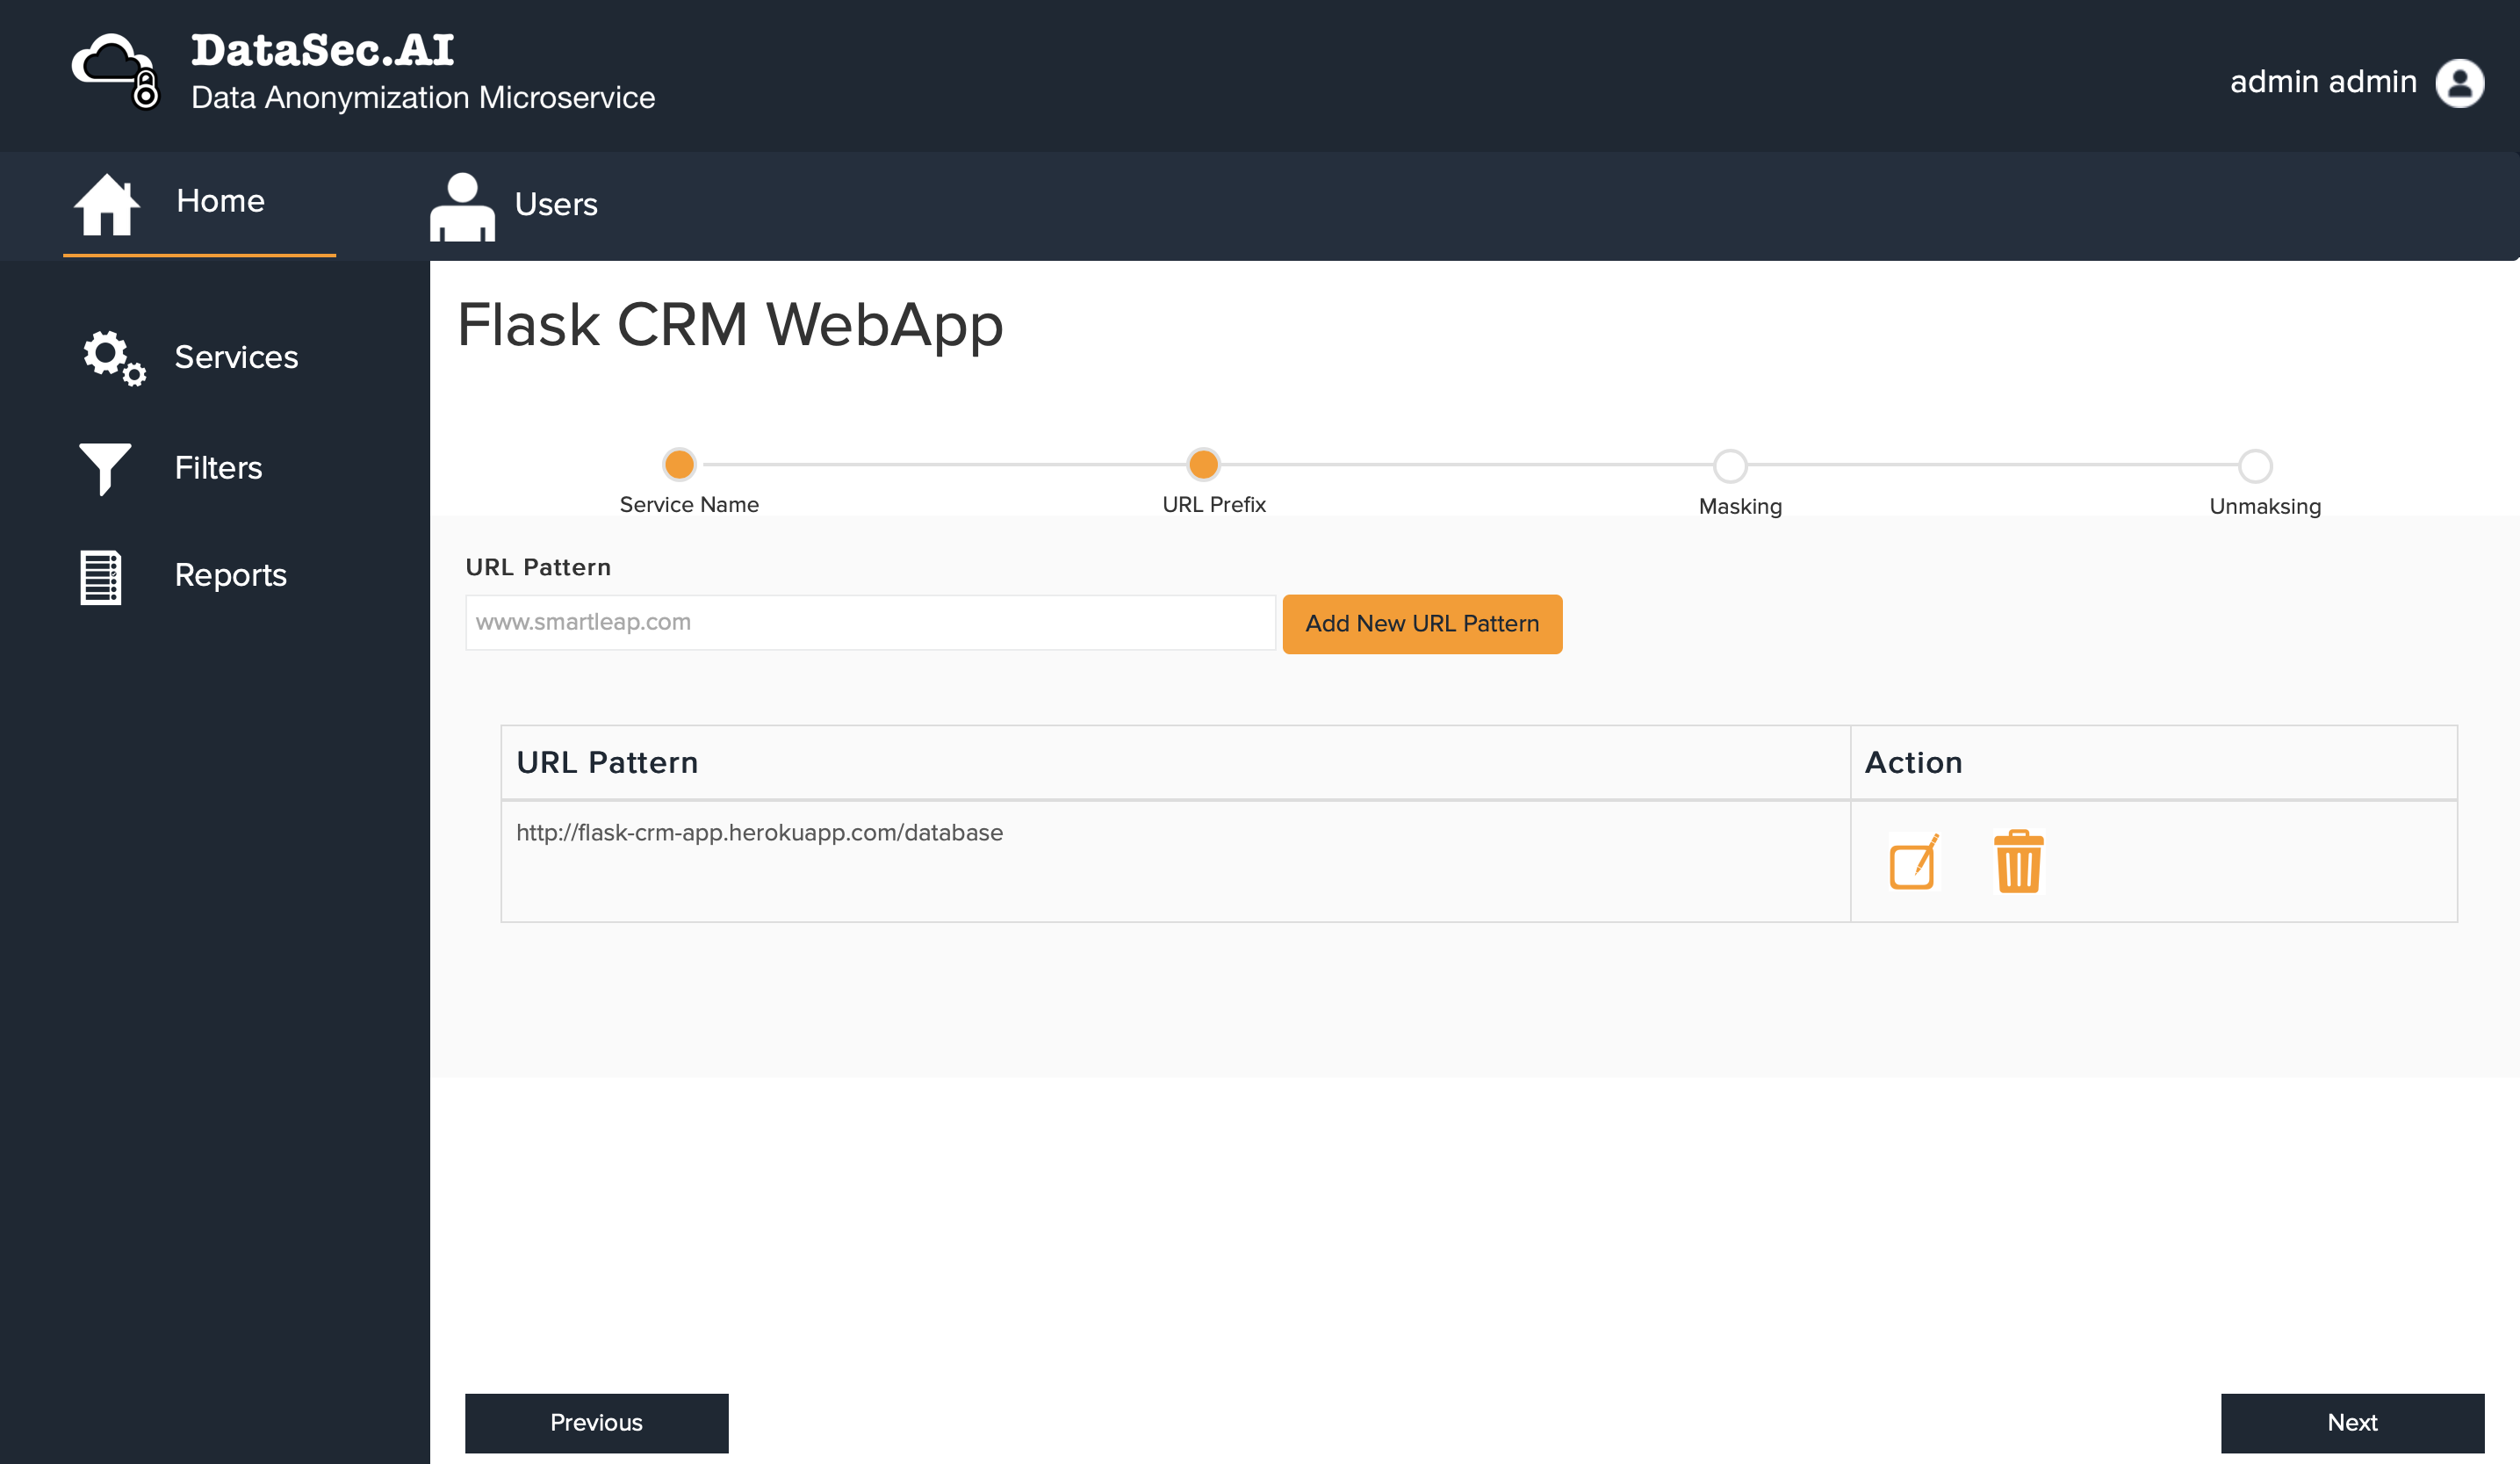 DataSec.AI
Data Anonymization Microservice
admin admin
Home
Users
Services
Filters
Reports
Flask CRM WebApp
Service Name
URL Prefix
Masking
Unmaksing
URL Pattern
www.smartleap.com
Add New URL Pattern
URL Pattern
Action
http://flask-crm-app.herokuapp.com/database
Previous
Next